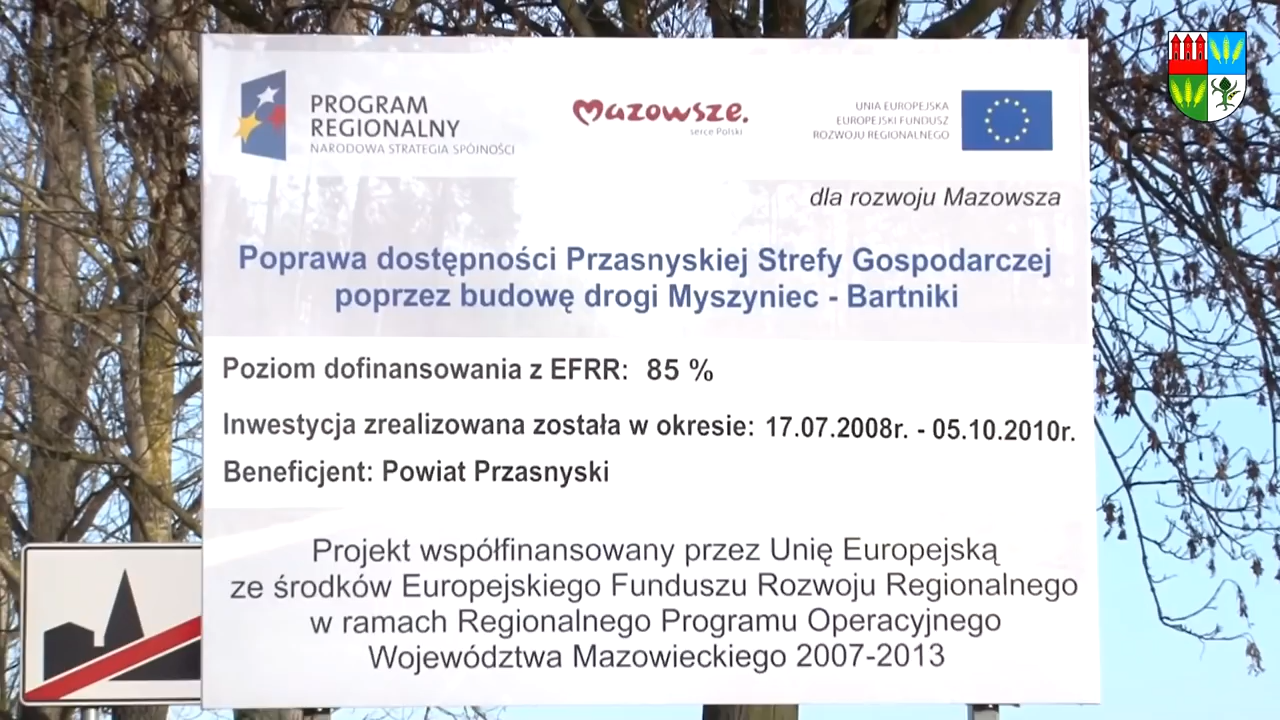 PROGRAM
REGIONALNY
NARODOWA STRATEGIA SPÓJNOŚCI
Mazowsze.
serce Polski
UNIA EUROPEJSKA
EUROPEJSKI FUNDUSZ
ROZWOJU REGIONALNEGO
dla rozwoju Mazowsza
Poprawa dostępności Przasnyskiej Strefy Gospodarczej
poprzez budowę drogi Myszyniec - Bartniki
Poziom dofinansowania z EFRR: 85 %
Inwestycja zrealizowana została w okresie: 17.07.2008r. - 05.10.2010r.
Beneficjent: Powiat Przasnyski
Projekt współfinansowany przez Unię Europejską
ze środków Europejskiego Funduszu Rozwoju Regionalnego
w ramach Regionalnego Programu Operacyjnego
Województwa Mazowieckiego 2007-2013